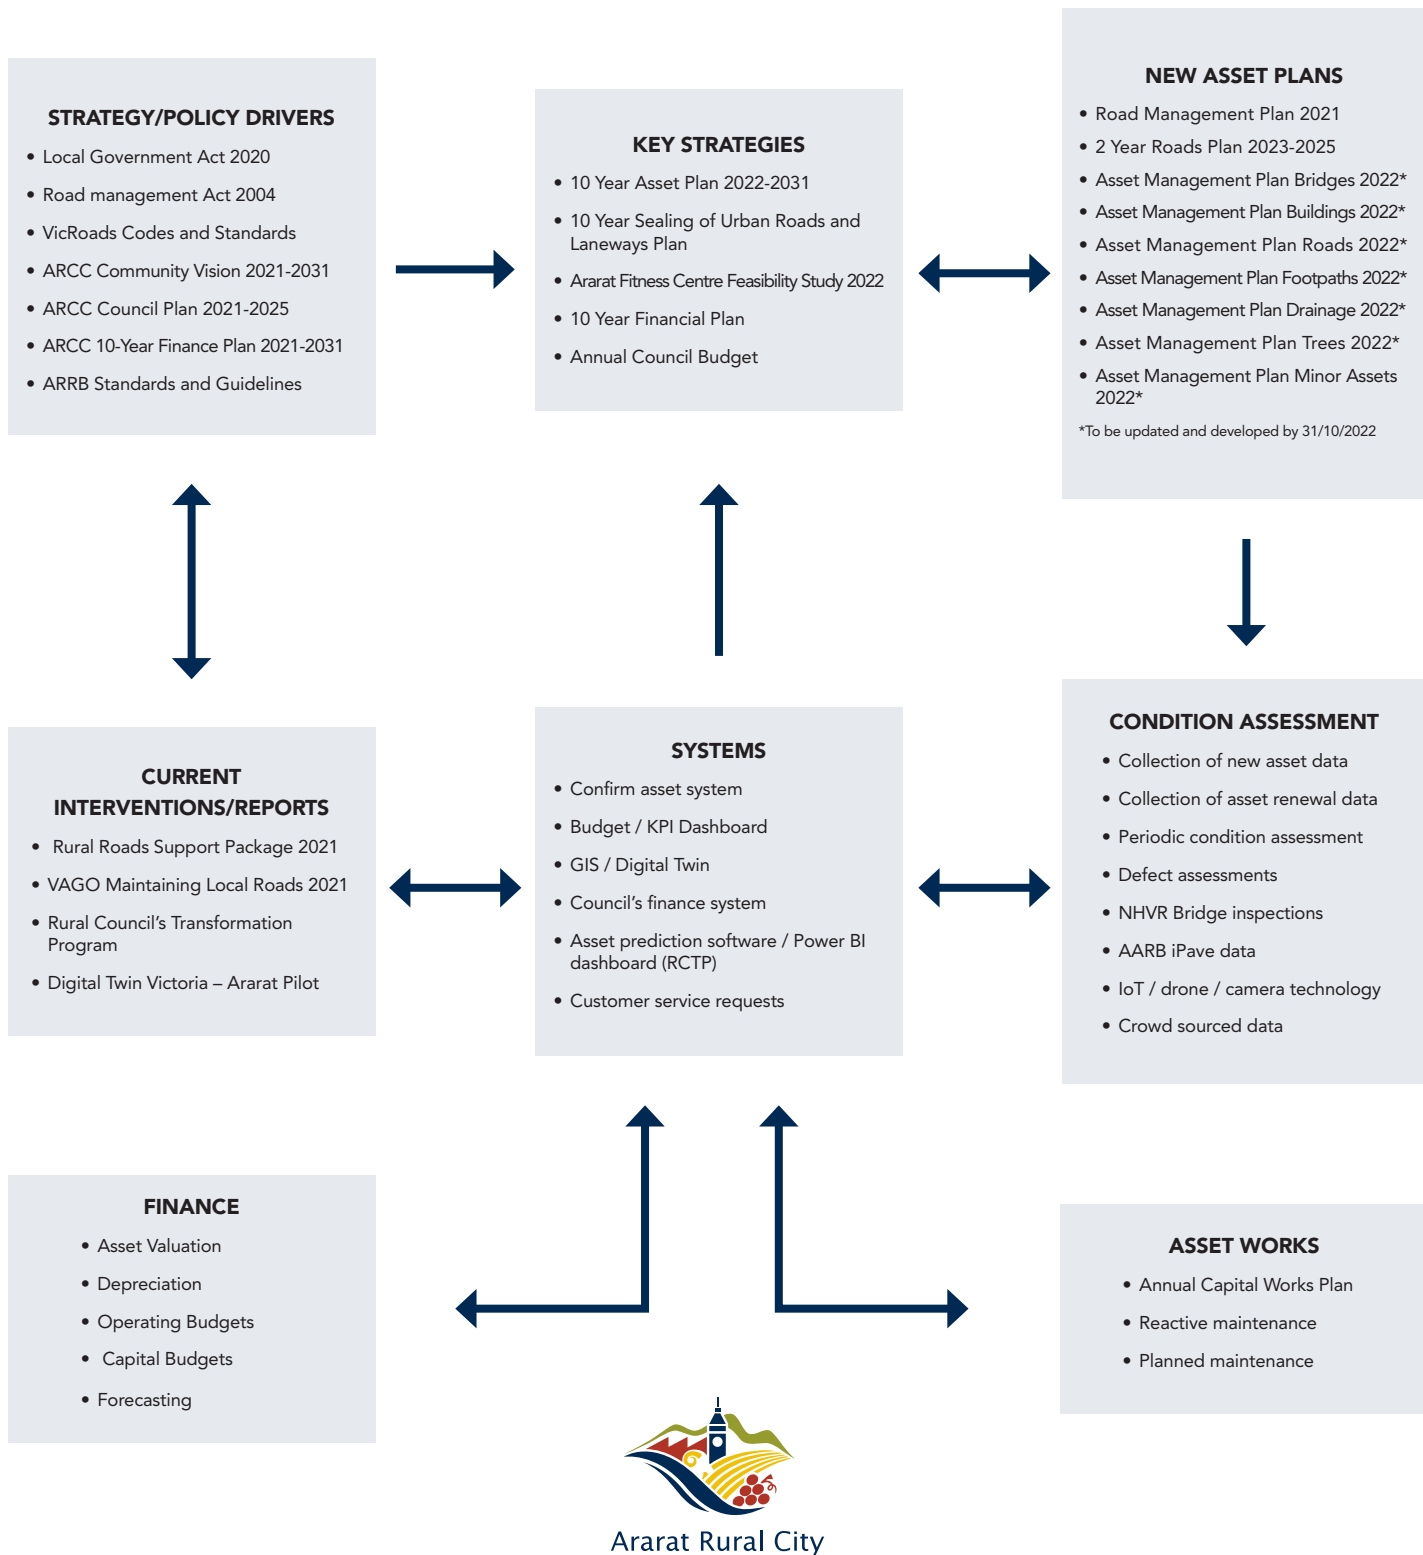 STRATEGY/POLICY DRIVERS
• Local Government Act 2020
• Road management Act 2004
• VicRoads Codes and Standards
• ARCC Community Vision 2021-2031
• ARCC Council Plan 2021-2025
• ARCC 10-Year Finance Plan 2021-2031
• ARRB Standards and Guidelines
KEY STRATEGIES
• 10 Year Asset Plan 2022-2031
• 10 Year Sealing of Urban Roads and
Laneways Plan
• Ararat Fitness Centre Feasibility Study 2022
• 10 Year Financial Plan
• Annual Council Budget
NEW ASSET PLANS
• Road Management Plan 2021
• 2 Year Roads Plan 2023-2025
• Asset Management Plan Bridges 2022*
• Asset Management Plan Buildings 2022*
• Asset Management Plan Roads 2022*
• Asset Management Plan Footpaths 2022*
• Asset Management Plan Drainage 2022*
• Asset Management Plan Trees 2022*
• Asset Management Plan Minor Assets
2022*
*To be updated and developed by 31/10/2022
CURRENT
INTERVENTIONS/REPORTS
• Rural Roads Support Package 2021
• VAGO Maintaining Local Roads 2021
• Rural Council’s Transformation
Program
• Digital Twin Victoria – Ararat Pilot
SYSTEMS
• Confirm asset system
• Budget / KPI Dashboard
• GIS / Digital Twin
• Council’s finance system
• Asset prediction software / Power BI
dashboard (RCTP)
• Customer service requests
CONDITION ASSESSMENT
• Collection of new asset data
• Collection of asset renewal data
• Periodic condition assessment
• Defect assessments
• NHVR Bridge inspections
• AARB iPave data
• IoT / drone / camera technology
• Crowd sourced data
FINANCE
• Asset Valuation
• Depreciation
• Operating Budgets
• Capital Budgets
• Forecasting
ASSET WORKS
• Annual Capital Works Plan
• Reactive maintenance
• Planned maintenance
Ararat Rural City